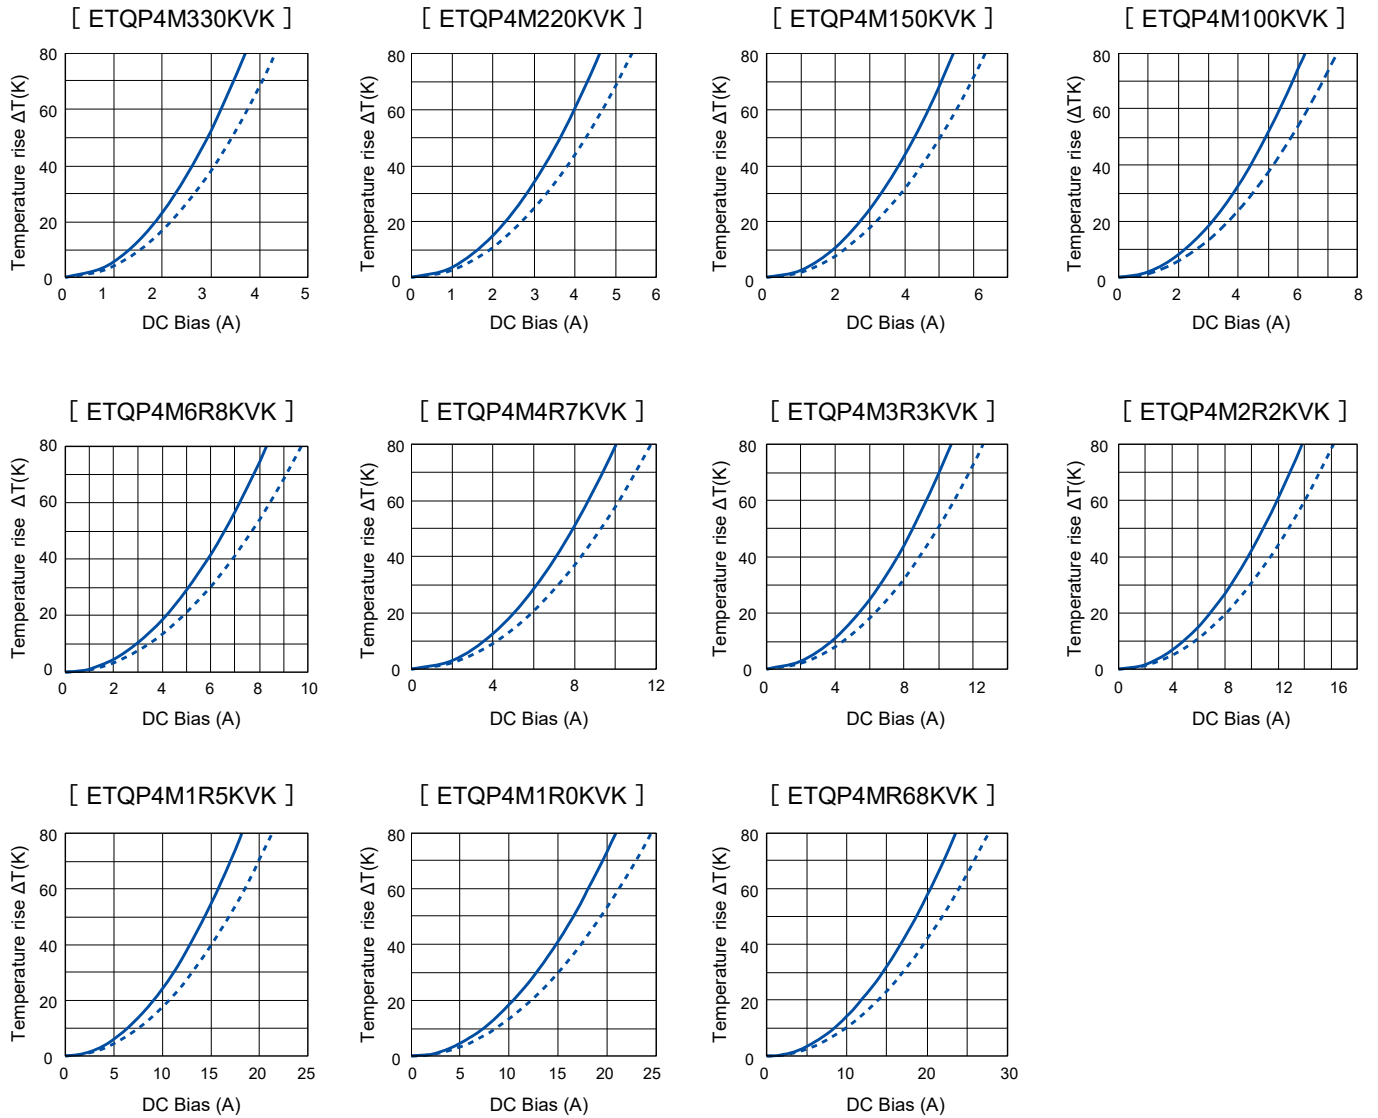 [ ETQP4M330KVK ]
Temperature rise ΔT(K)
80
60
40
20
0
0 1 2 3 4 5
DC Bias (A)
[ ETQP4M220KVK ]
Temperature rise ΔT(K)
80
60
40
20
0
0 1 2 3 4 5 6
DC Bias (A)
[ ETQP4M150KVK ]
Temperature rise ΔT(K)
80
60
40
20
0
0 2 4 6
DC Bias (A)
[ ETQP4M100KVK ]
Temperature rise (ΔTK)
80
60
40
20
0
0 2 4 6 8
DC Bias (A)
[ ETQP4M6R8KVK ]
Temperature rise ΔT(K)
80
60
40
20
0
0 2 4 6 8 10
DC Bias (A)
[ ETQP4M4R7KVK ]
Temperature rise ΔT(K)
80
60
40
20
0
0 4 8 12
DC Bias (A)
[ ETQP4M3R3KVK ]
Temperature rise ΔT(K)
80
60
40
20
0
0 4 8 12
DC Bias (A)
[ ETQP4M2R2KVK ]
Temperature rise ΔT(K)
80
60
40
20
0
0 4 8 12 16
DC Bias (A)
[ ETQP4M1R5KVK ]
Temperature rise ΔT(K)
80
60
40
20
0
0 5 10 15 20 25
DC Bias (A)
[ ETQP4M1R0KVK ]
Temperature rise ΔT(K)
80
60
40
20
0
0 5 10 15 20 25
DC Bias (A)
[ ETQP4MR68KVK ]
Temperature rise ΔT(K)
80
60
40
20
0
0 10 20 30
DC Bias (A)